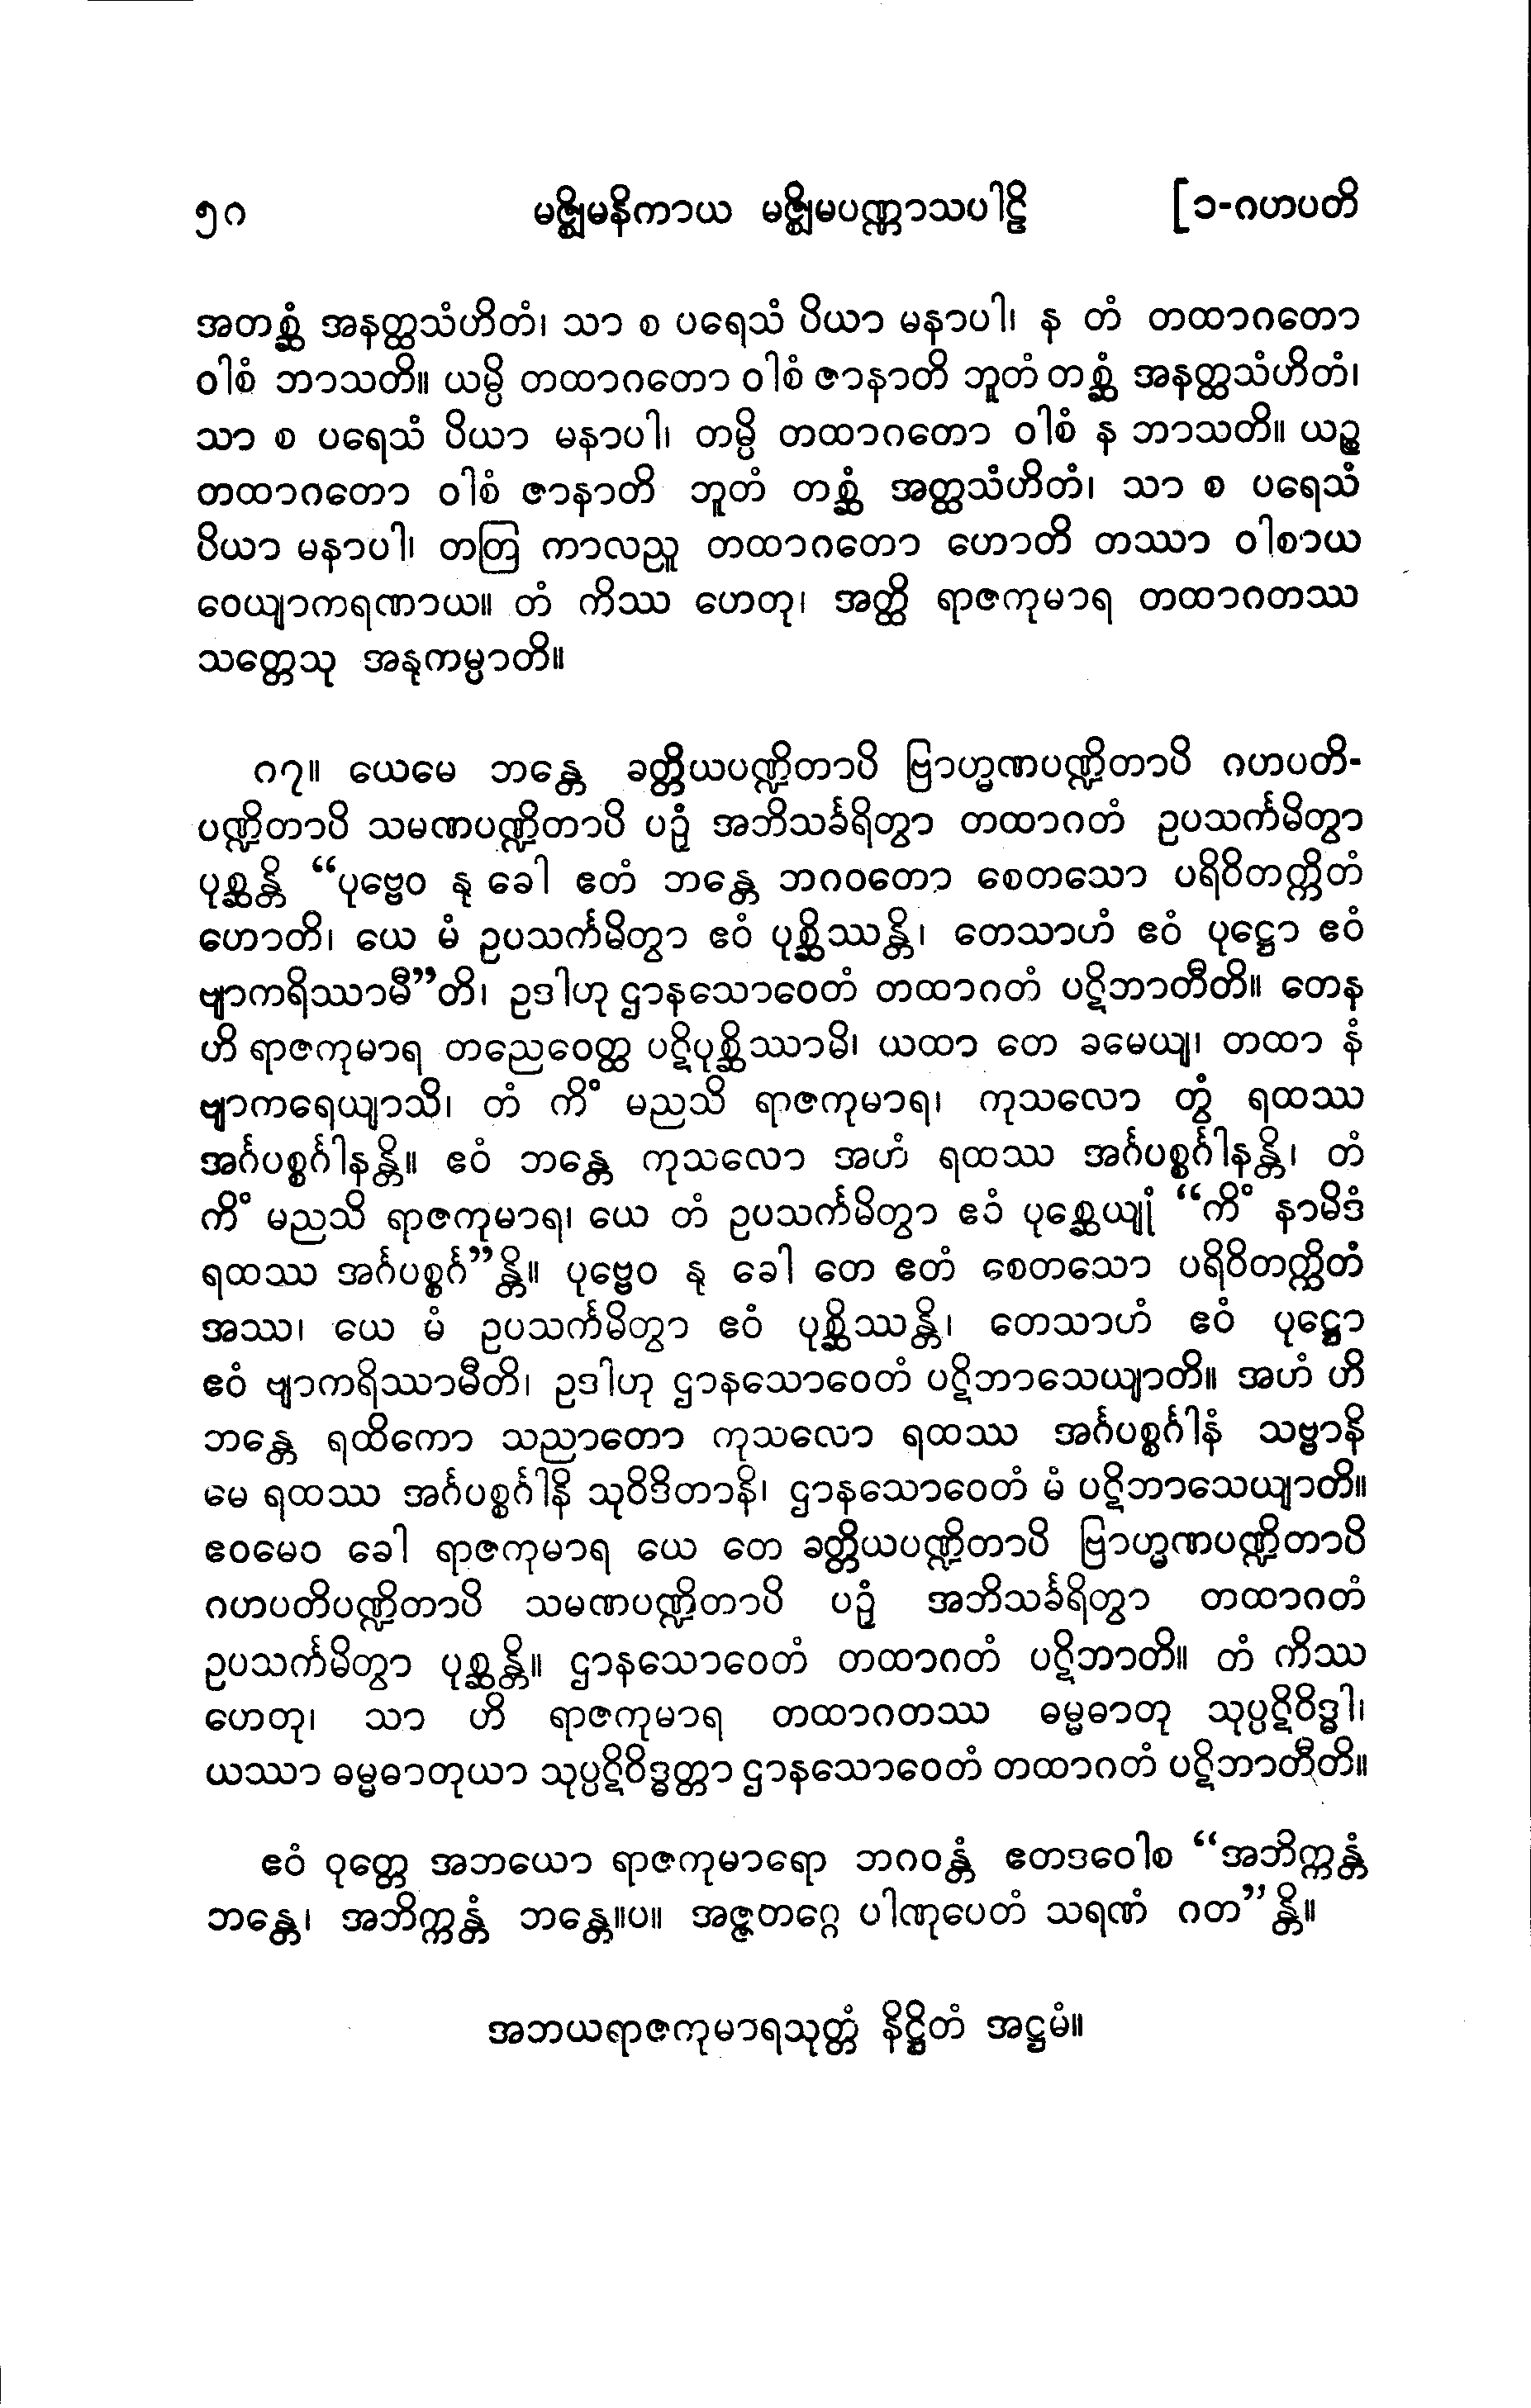 ၅ဂ မဇ္ဈိမနိကာယ မဇ္ဈိမပဏ္ဏာသပါဠိ [၁-ဂဟပတိ
အတစ္ဆံ အနတ္ထသံဟိတံ၊ သာ စ ပရေသံ ပိယာ မနာပါ၊ န တံ တထာဂတော
ဝါစံ ဘာသတိ။ ယမ္ပိ တထာဂတော ဝါစံ ဇာနာတိ ဘူတံ တစ္ဆံ အနတ္ထသံဟိတံ၊
သာ စ ပရေသံ ပိယာ မနာပါ၊ တမ္ပိ တထာဂတော ဝါစံ န ဘာသတိ။ ယဉ္စ
တထာဂတော ဝါစံ ဇာနာတိ ဘူတံ တစ္ဆံ အတ္ထသံဟိတံ၊ သာ စ ပရေသံ
ပိယာ မနာပါ၊ တတြ ကာလညူ တထာဂတော ဟောတိ တဿာ ဝါစာယ
ဝေယျာကရဏာယ။ တံ ကိဿ ဟေတု၊ အတ္ထိ ရာဇကုမာရ တထာဂတဿ
သတ္တေသု အနုကမ္ပာတိ။
ဂ၇။ ယေမေ ဘန္တေ ခတ္တိယပဏ္ဍိတာပိ ဗြာဟ္မဏပဏ္ဍိတာပိ ဂဟပတိ-
ပဏ္ဍိတာပိ သမဏပဏ္ဍိတာပိ ပဉှံ အဘိသင်္ခရိတွာ တထာဂတံ ဥပသင်္ကမိတွာ
ပုစ္ဆန္တိ “ပုဗ္ဗေဝ နု ခေါ ဧတံ ဘန္တေ ဘဂဝတော စေတသော ပရိဝိတက္ကိတံ
ဟောတိ၊ ယေ မံ ဥပသင်္ကမိတွာ ဧဝံ ပုစ္ဆိဿန္တိ၊ တေသာဟံ ဧဝံ ပုဋ္ဌော ဧဝံ
ဗျာကရိဿာမီ”တိ၊ ဥဒါဟု ဌာနသောဝေတံ တထာဂတံ ပဋိဘာတီတိ။ တေန
ဟိ ရာဇကုမာရ တညေဝေတ္ထ ပဋိပုစ္ဆိဿာမိ၊ ယထာ တေ ခမေယျ၊ တထာ နံ
ဗျာကရေယျာသိ၊ တံ ကိံ မညသိ ရာဇကုမာရ၊ ကုသလော တွံ ရထဿ
အင်္ဂပစ္စင်္ဂါနန္တိ။ ဧဝံ ဘန္တေ ကုသလော အဟံ ရထဿ အင်္ဂပစ္စင်္ဂါနန္တိ၊ တံ
ကိံ မညသိ ရာဇကုမာရ၊ ယေ တံ ဥပသင်္ကမိတွာ ဧဝံ ပုစ္ဆေယျုံ “ကိံ နာမိဒံ
ရထဿ အင်္ဂပစ္စင်္ဂ”န္တိ။ ပုဗ္ဗေဝ နု ခေါ တေ ဧတံ စေတသော ပရိဝိတက္ကိတံ
အဿ၊ ယေ မံ ဥပသင်္ကမိတွာ ဧဝံ ပုစ္ဆိဿန္တိ၊ တေသာဟံ ဧဝံ ပုဋ္ဌော
ဧဝံ ဗျာကရိဿာမီတိ၊ ဥဒါဟု ဌာနသောဝေတံ ပဋိဘာသေယျာတိ။ အဟံ ဟိ
ဘန္တေ ရထိကော သညာတော ကုသလော ရထဿ အင်္ဂပစ္စင်္ဂါနံ သဗ္ဗာနိ
မေ ရထဿ အင်္ဂပစ္စင်္ဂါနိ သုဝိဒိတာနိ၊ ဌာနသောဝေတံ မံ ပဋိဘာသေယျာတိ။
ဧဝမေဝ ခေါ ရာဇကုမာရ ယေ တေ ခတ္တိယပဏ္ဍိတာပိ ဗြာဟ္မဏပဏ္ဍိတာပိ
ဂဟပတိပဏ္ဍိတာပိ သမဏပဏ္ဍိတာပိ ပဉှံ အဘိသင်္ခရိတွာ တထာဂတံ
ဥပသင်္ကမိတွာ ပုစ္ဆန္တိ။ ဌာနသောဝေတံ တထာဂတံ ပဋိဘာတိ။ တံ ကိဿ
ဟေတု၊ သာ ဟိ ရာဇကုမာရ တထာဂတဿ ဓမ္မဓာတု သုပ္ပဋိဝိဒ္ဓါ၊
ယဿာ ဓမ္မဓာတုယာ သုပ္ပဋိဝိဒ္ဓတ္တာ ဌာနသောဝေတံ တထာဂတံ ပဋိဘာတီတိ။
ဧဝံ ဝုတ္တေ အဘယော ရာဇကုမာရော ဘဂဝန္တံ ဧတဒဝေါစ “အဘိက္ကန္တံ
ဘန္တေ၊ အဘိက္ကန္တံ ဘန္တေ။ပ။ အဇ္ဇတဂ္ဂေ ပါဏုပေတံ သရဏံ ဂတ”န္တိ။
အဘယရာဇကုမာရသုတ္တံ နိဋ္ဌိတံ အဋ္ဌမံ။